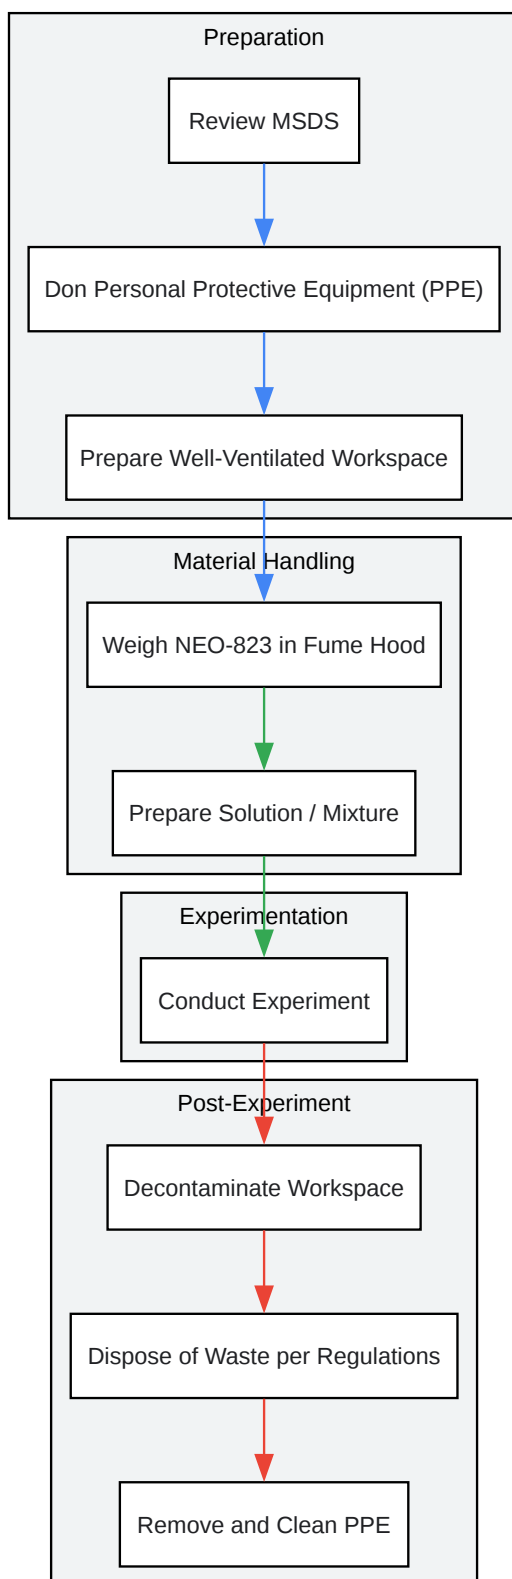 Preparation
Review MSDS
Don Personal Protective Equipment (PPE)
Prepare Well-Ventilated Workspace
Material Handling
Weigh NEO-823 in Fume Hood
Prepare Solution / Mixture
Experimentation
Conduct Experiment
Post-Experiment
Decontaminate Workspace
Dispose of Waste per Regulations
Remove and Clean PPE